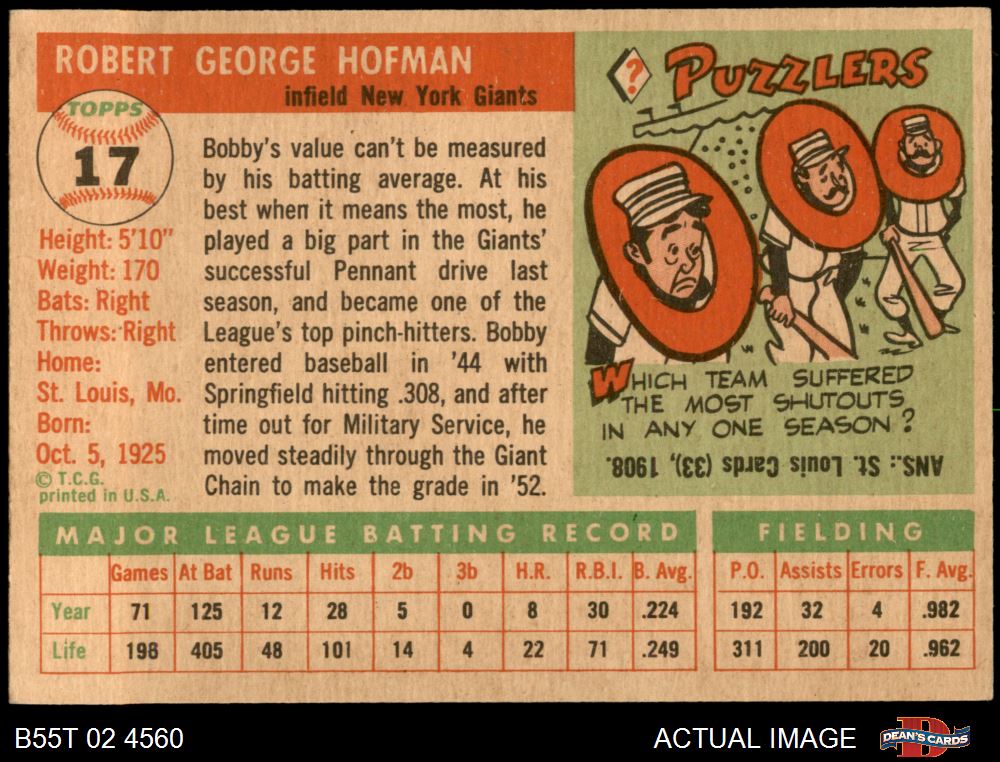 ROBERT GEORGE HOFMAN
infield New York Giants
TOPPS
17
Height: 5'10"
Weight: 170
Bats: Right
Throws: Right
Home:
St. Louis, Mo.
Born:
Oct. 5, 1925
© T.C.G.
printed in U.S.A.
Bobby's value can't be measured
by his batting average. At his
best when it means the most, he
played a big part in the Giants'
successful Pennant drive last
season, and became one of the
League's top pinch-hitters. Bobby
entered baseball in '44 with
Springfield hitting .308, and after
time out for Military Service, he
moved steadily through the Giant
Chain to make the grade in '52.
? PUZZLERS
WHICH TEAM SUFFERED
THE MOST SHUTOUTS
IN ANY ONE SEASON?
ANS.: St. Louis Cards (33), 1908.
MAJOR LEAGUE BATTING RECORD
Games At Bat Runs Hits 2b 3b H.R. R.B.I. B. Avg.
Year 71 125 12 28 5 0 8 30 .224
Life 198 405 48 101 14 4 22 71 .249
FIELDING
P.O. Assists Errors F. Avg.
192 32 4 .982
311 200 20 .962
B55T 02 4560
ACTUAL IMAGE
DEAN'S CARDS